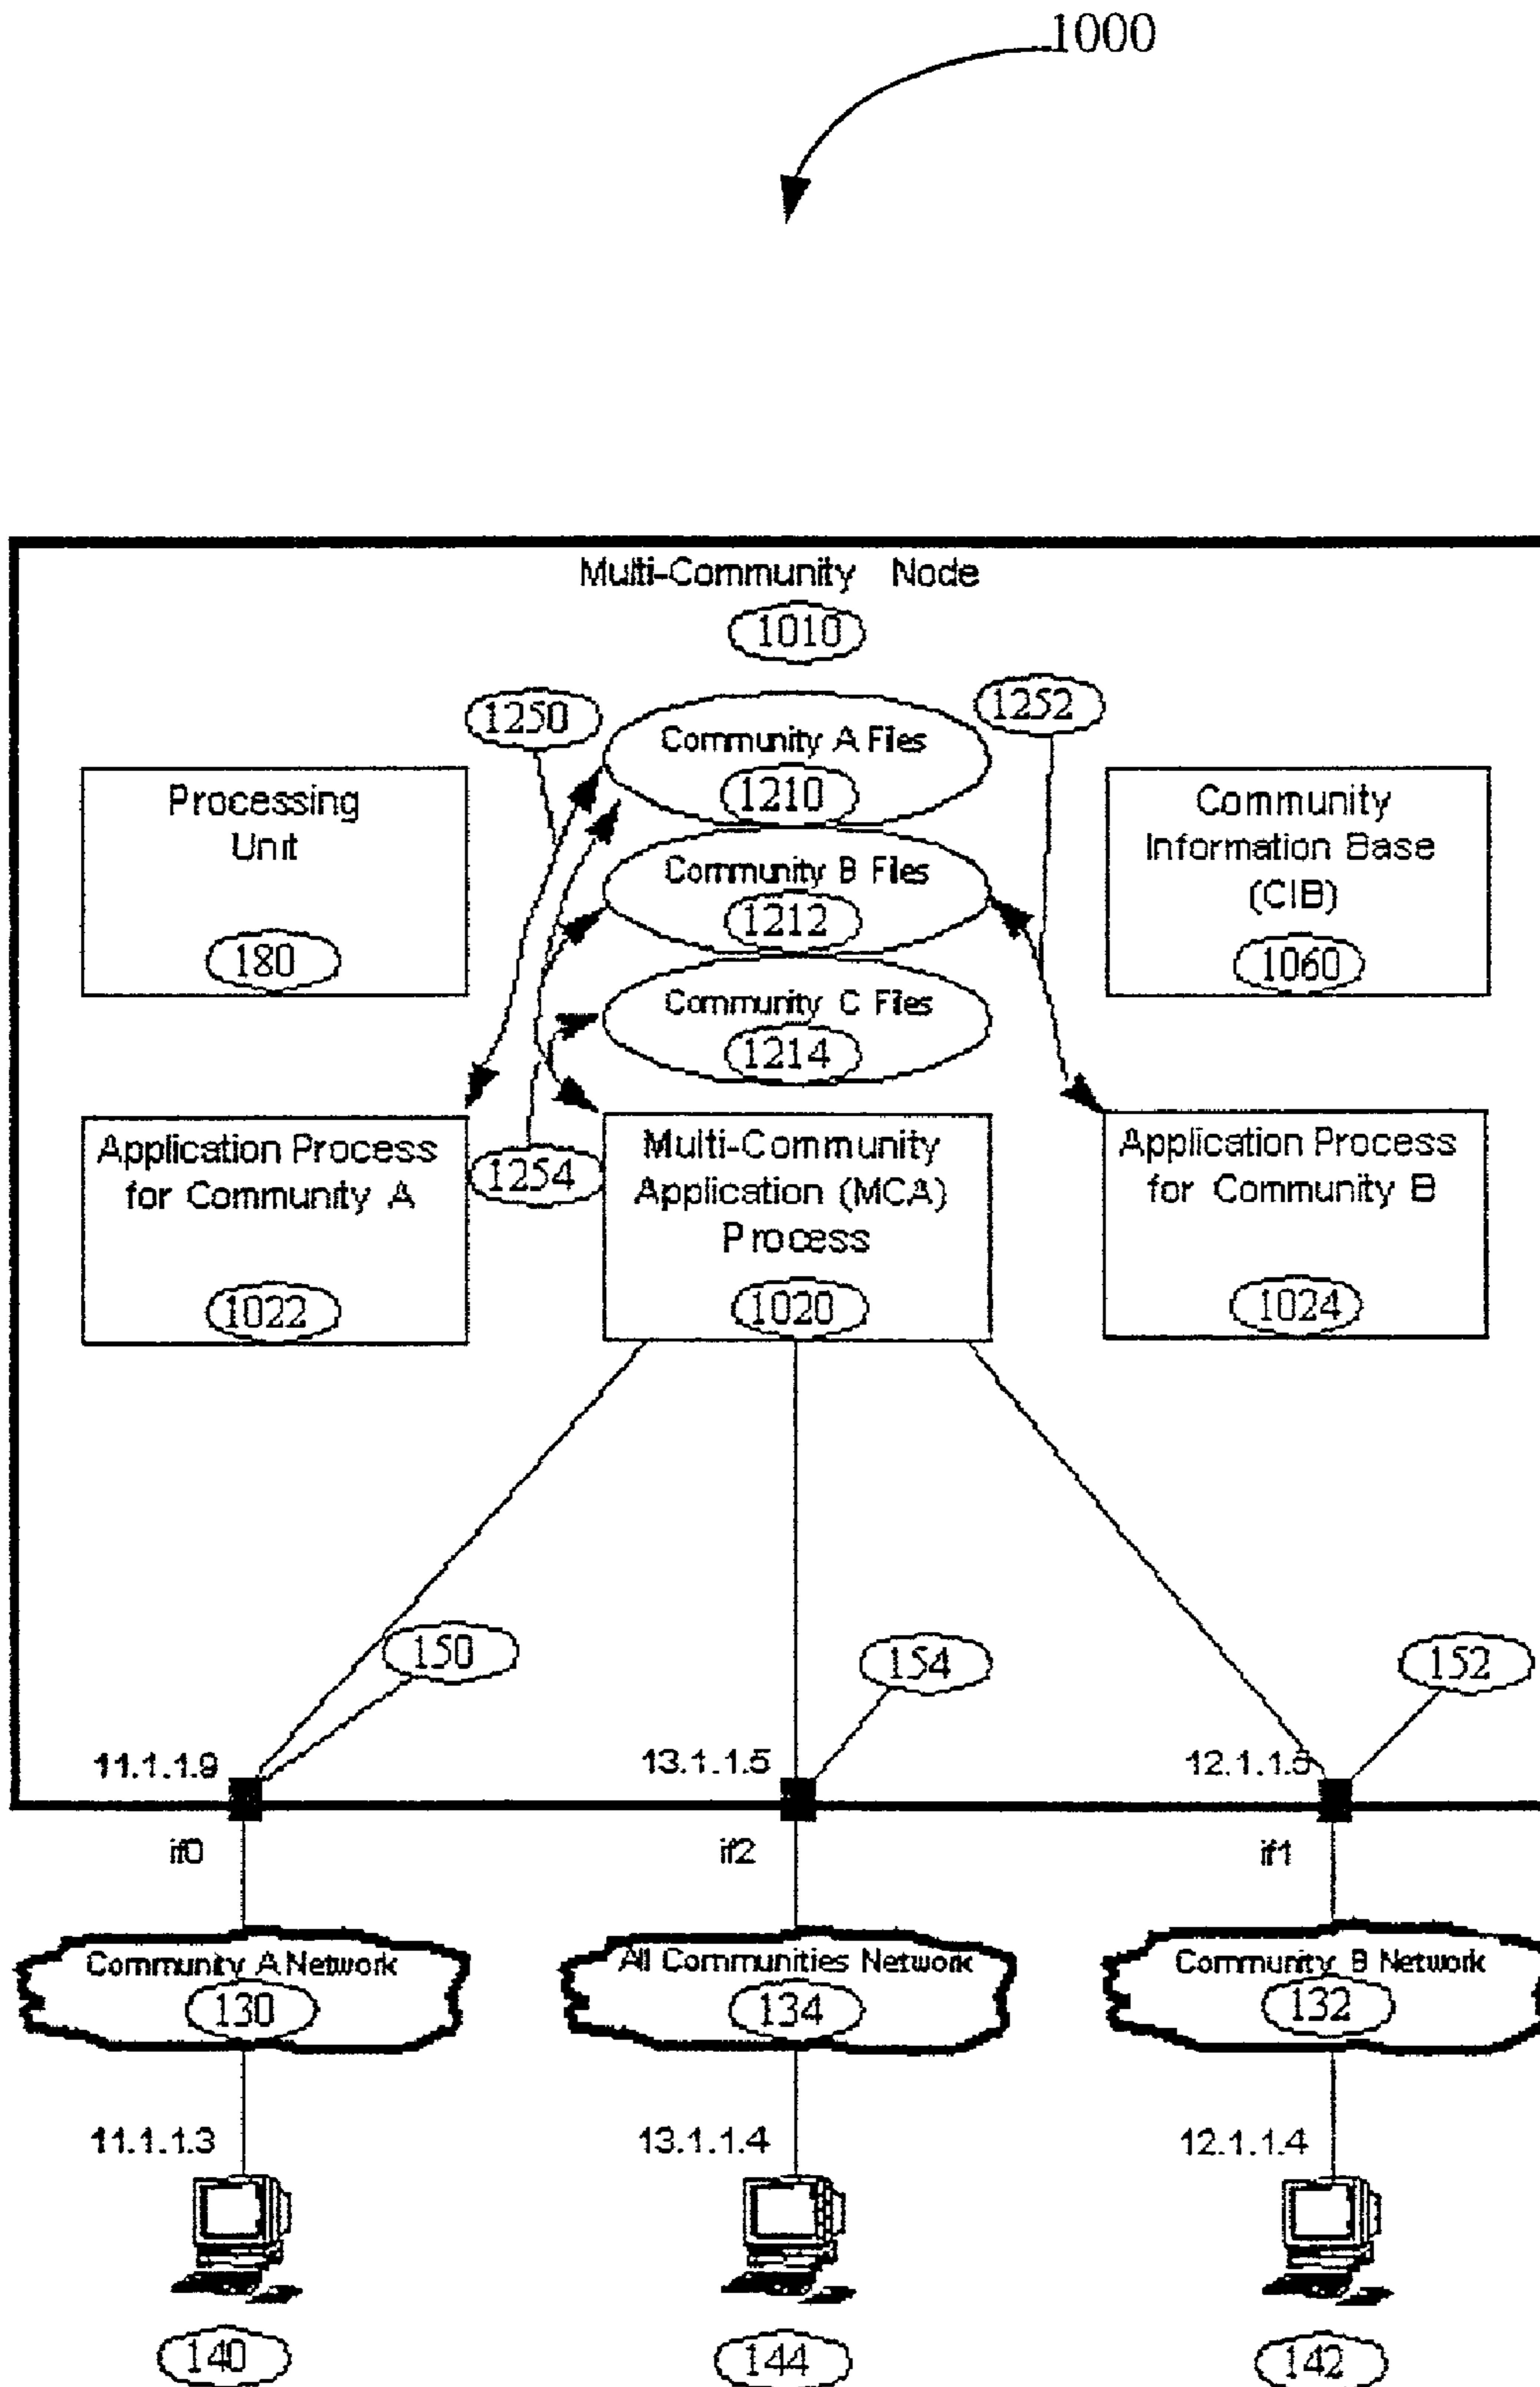 1000
Multi-Community Node
1010
1250
1252
Community A Files
1210
Processing
Unit
180
Community B Files
1212
Community
Information Base
(CIB)
1060
Community C Files
1214
Application Process
for Community A
1022
1254
Multi-Community
Application (MCA)
Process
1020
Application Process
for Community B
1024
150
154
152
11.1.1.9
13.1.1.5
12.1.1.5
if0
if2
if1
Community A Network
130
All Communities Network
134
Community B Network
132
11.1.1.3
13.1.1.4
12.1.1.4
140
144
142